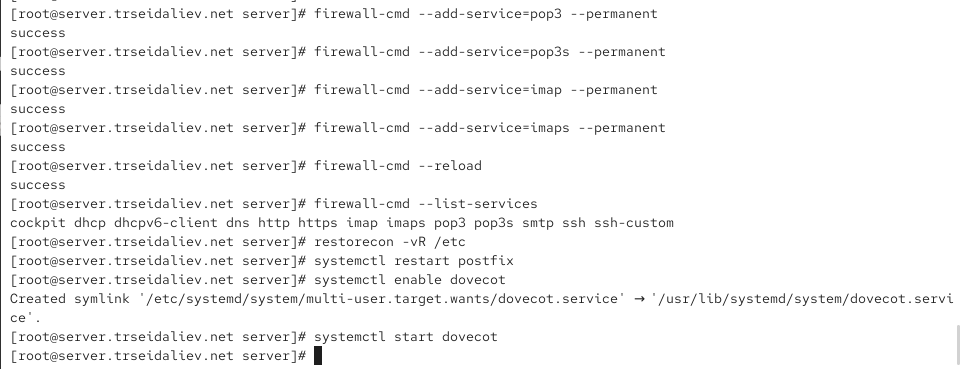 [root@server.trseidaliev.net server]# firewall-cmd --add-service=pop3 --permanent
success
[root@server.trseidaliev.net server]# firewall-cmd --add-service=pop3s --permanent
success
[root@server.trseidaliev.net server]# firewall-cmd --add-service=imap --permanent
success
[root@server.trseidaliev.net server]# firewall-cmd --add-service=imaps --permanent
success
[root@server.trseidaliev.net server]# firewall-cmd --reload
success
[root@server.trseidaliev.net server]# firewall-cmd --list-services
cockpit dhcp dhcpv6-client dns http https imap imaps pop3 pop3s smtp ssh ssh-custom
[root@server.trseidaliev.net server]# restorecon -vR /etc
[root@server.trseidaliev.net server]# systemctl restart postfix
[root@server.trseidaliev.net server]# systemctl enable dovecot
Created symlink '/etc/systemd/system/multi-user.target.wants/dovecot.service' → '/usr/lib/systemd/system/dovecot.servi
ce'.
[root@server.trseidaliev.net server]# systemctl start dovecot
[root@server.trseidaliev.net server]#